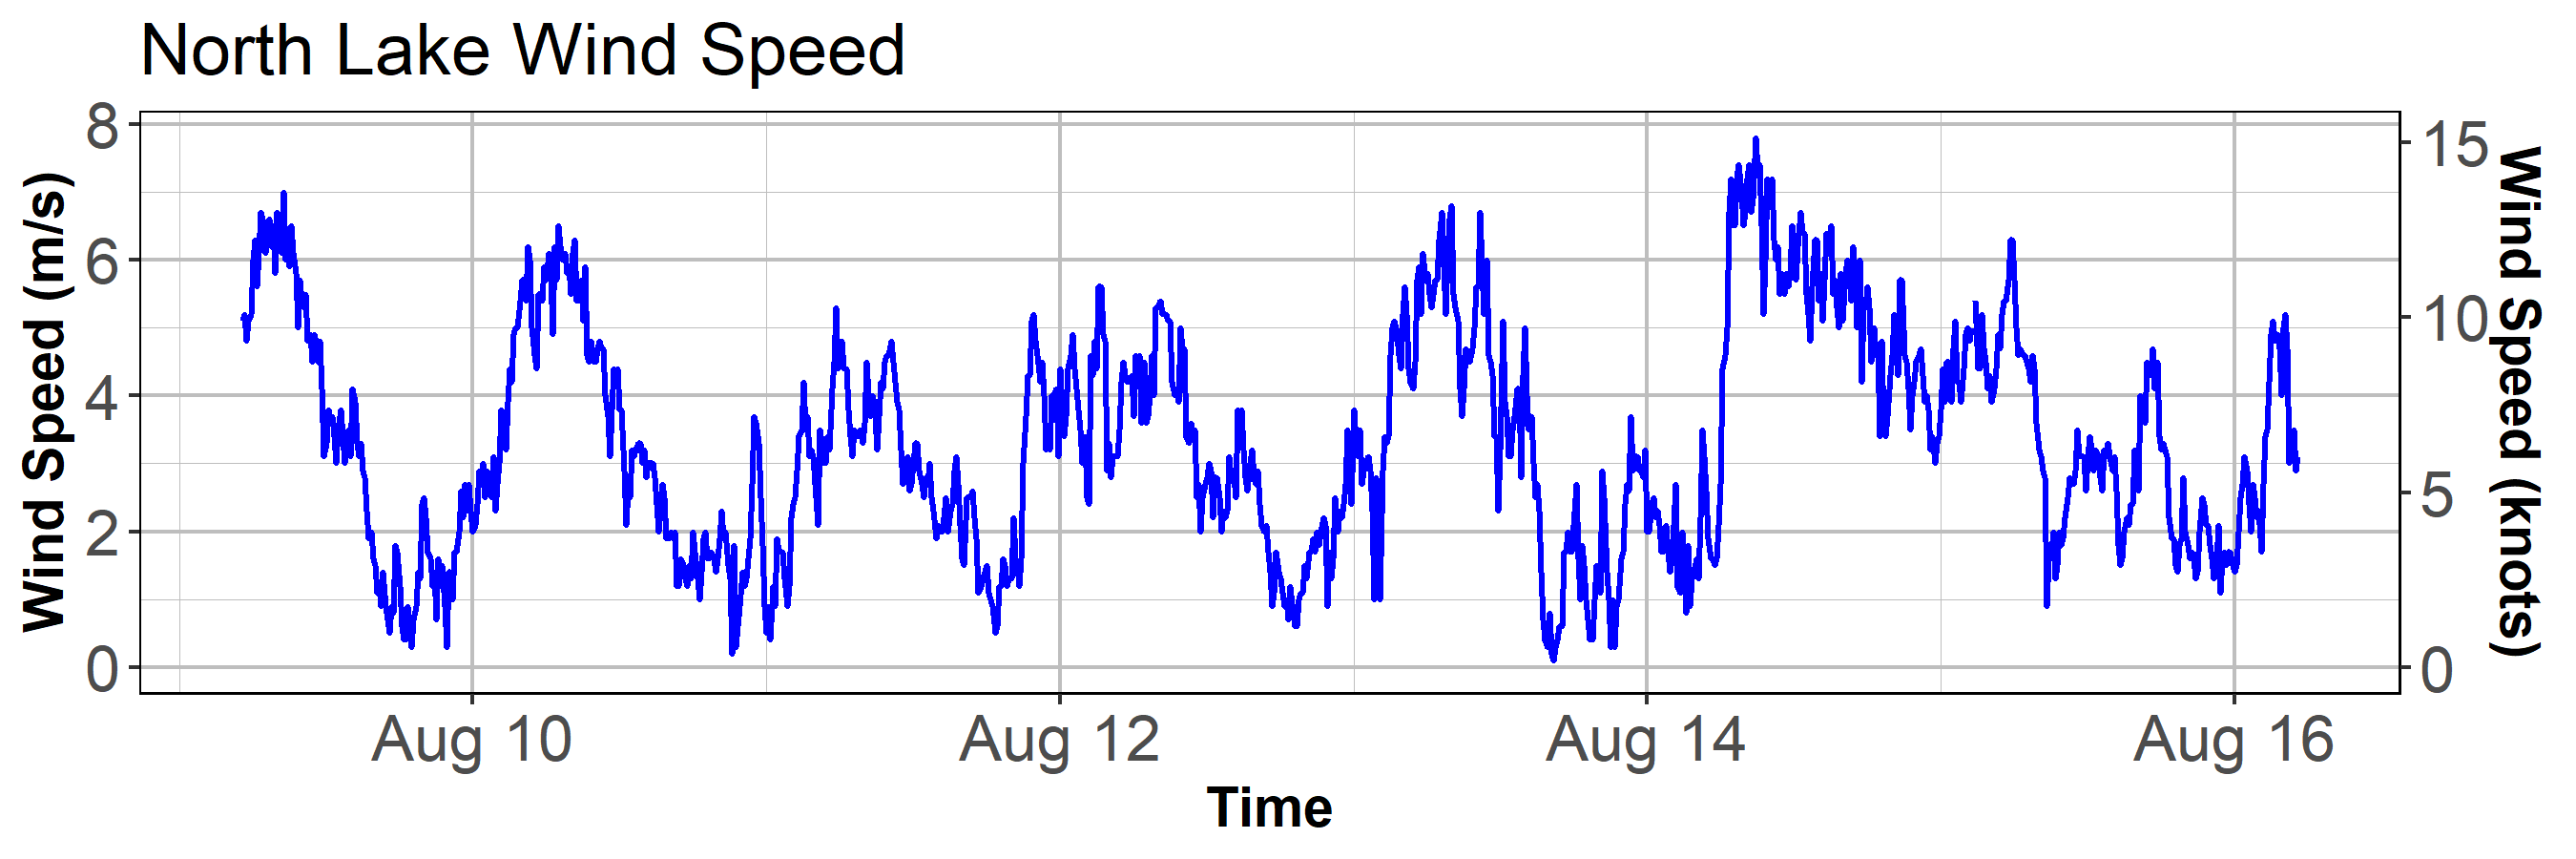 North Lake Wind Speed
8
6
4
2
0
Wind Speed (m/s)
15
10
5
0
Wind Speed (knots)
Aug 10
Aug 12
Aug 14
Aug 16
Time